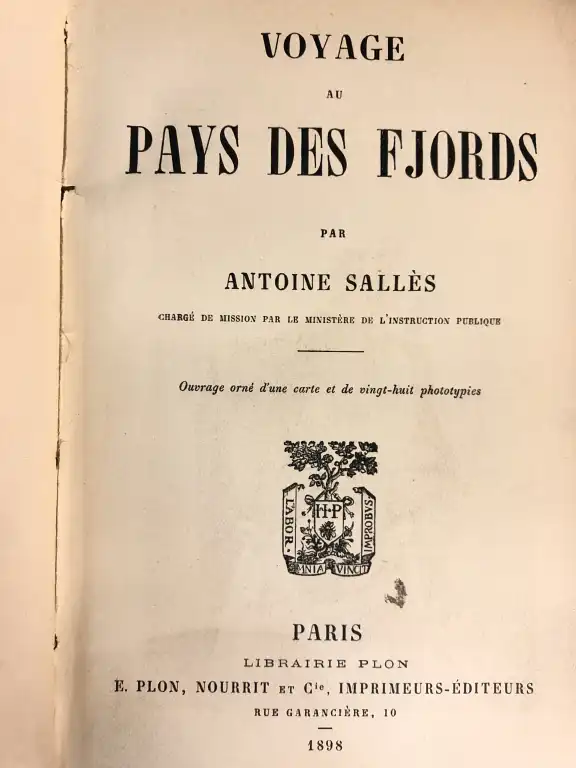 VOYAGE
AU
PAYS DES FJORDS
PAR
ANTOINE SALLÈS
CHARGÉ DE MISSION PAR LE MINISTÈRE DE L'INSTRUCTION PUBLIQUE
Ouvrage orné d'une carte et de vingt-huit phototypies
LABOR.
H P
IMPROBVS
OMNIA VINCIT
PARIS
LIBRAIRIE PLON
E. PLON, NOURRIT ET Cie, IMPRIMEURS-ÉDITEURS
RUE GARANCIÈRE, 10
1898